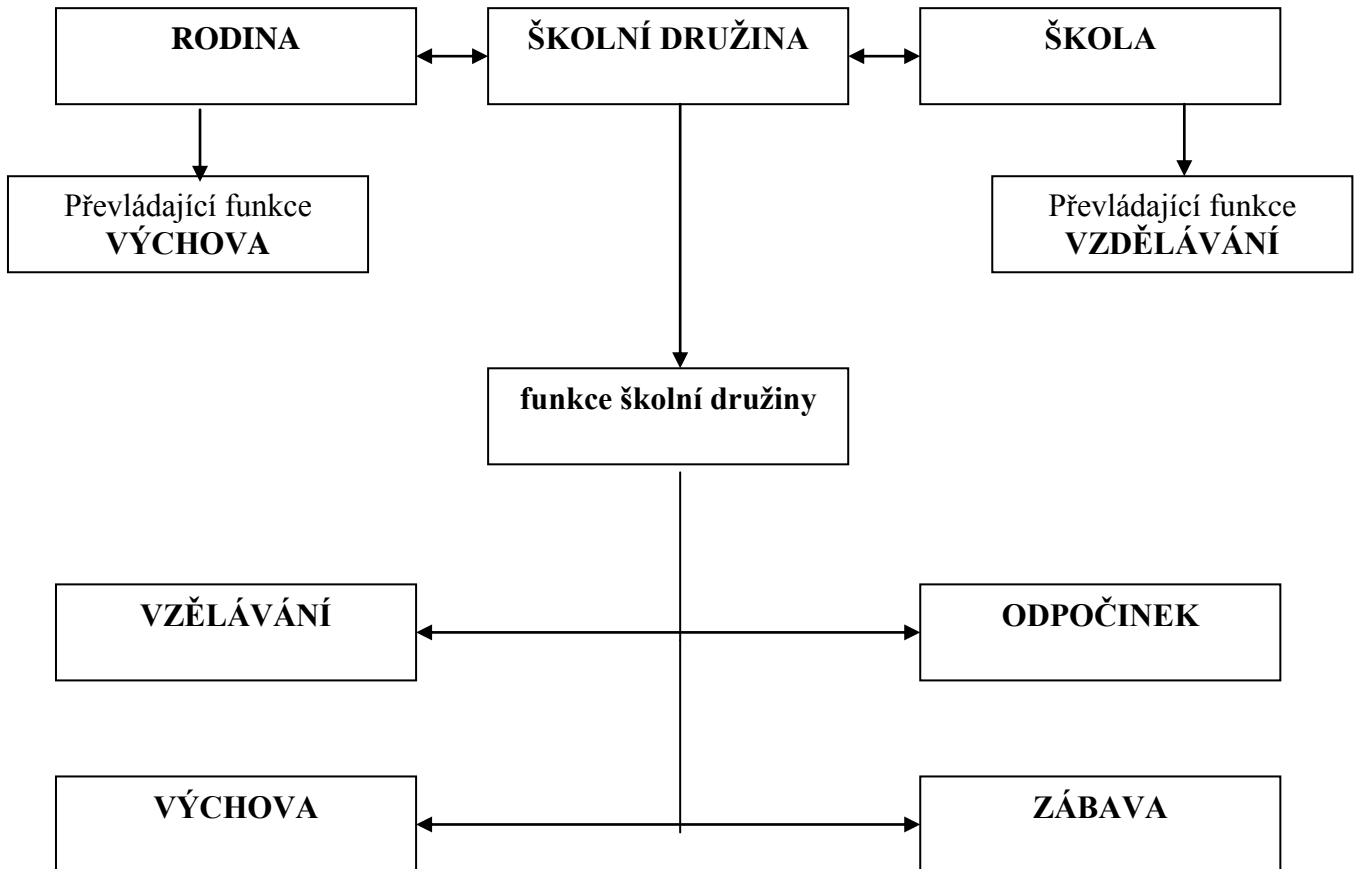 RODINA
ŠKOLNÍ DRUŽINA
ŠKOLA
Převládající funkce
VÝCHOVA
Převládající funkce
VZDĚLÁVÁNÍ
funkce školní družiny
VZĚLÁVÁNÍ
ODPOČINEK
VÝCHOVA
ZÁBAVA